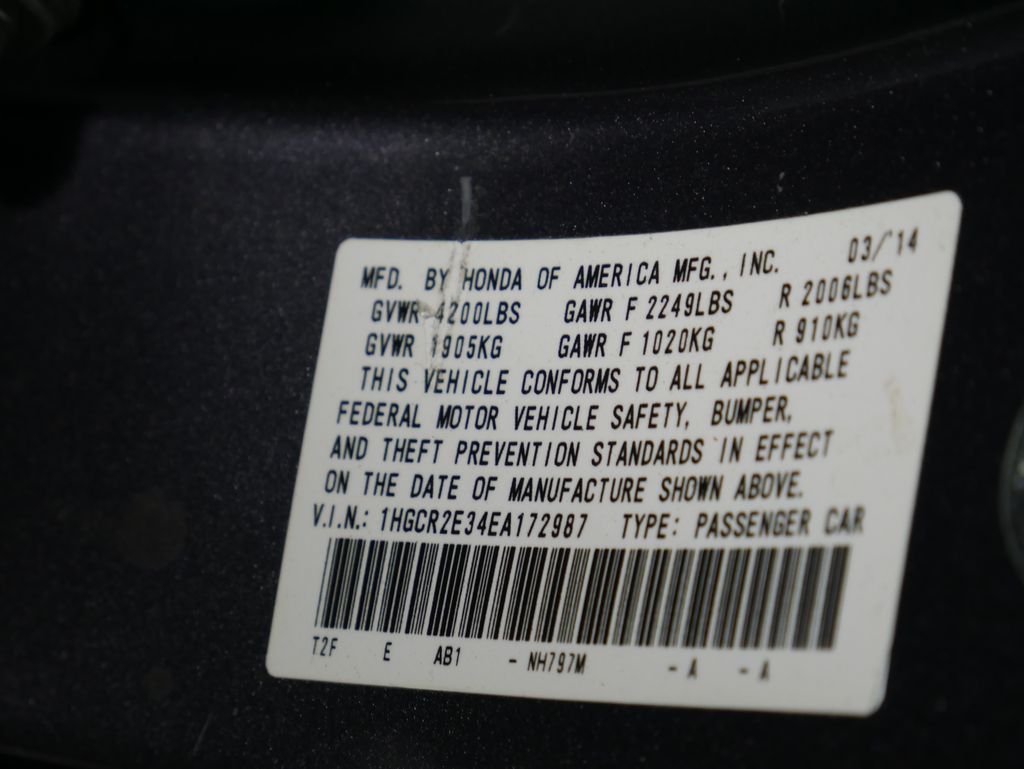 MFD. BY HONDA OF AMERICA MFG., INC. 03/'14
GVWR 4200LBS GAWR F 2249LBS R 2006LBS
GVWR 1905KG GAWR F 1020KG R 910KG
THIS VEHICLE CONFORMS TO ALL APPLICABLE
FEDERAL MOTOR VEHICLE SAFETY, BUMPER,
AND THEFT PREVENTION STANDARDS IN EFFECT
ON THE DATE OF MANUFACTURE SHOWN ABOVE.
V.I.N.: 1HGCR2E34EA172987 TYPE: PASSENGER CAR
T2F E AB1 - NH797M - A - A